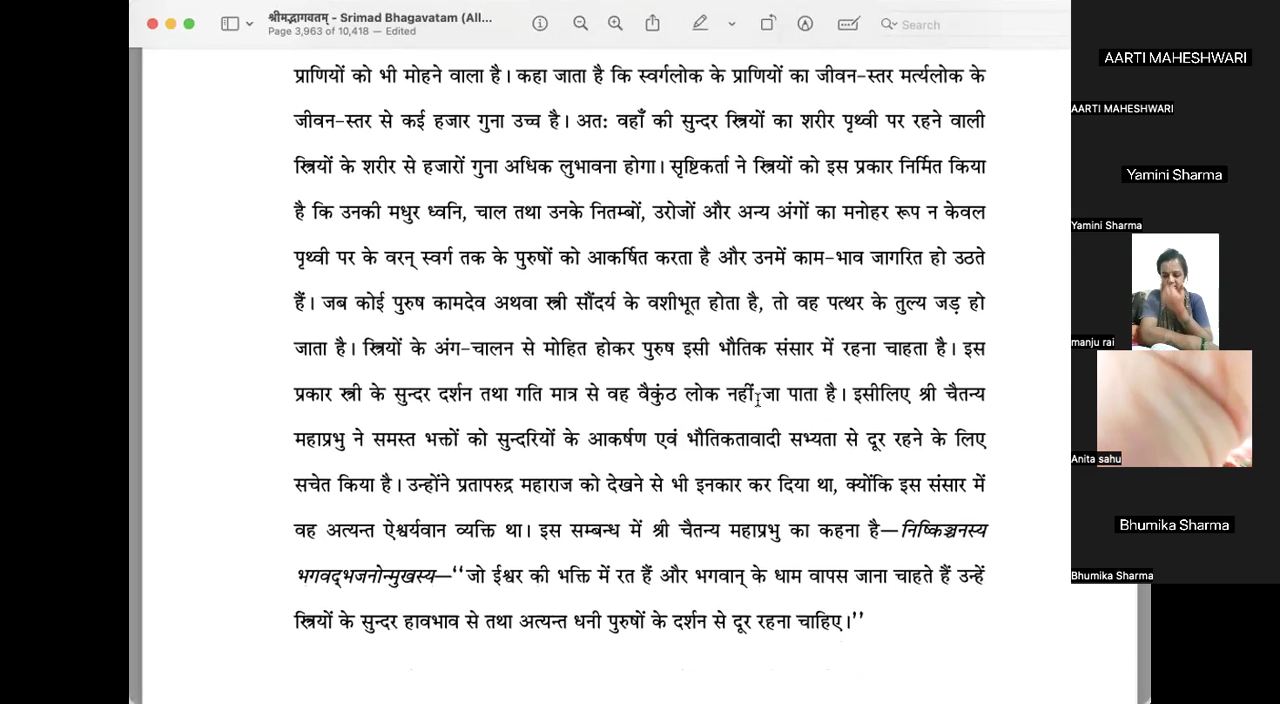 श्रीमद्भागवतम् - Srimad Bhagavatam (All...
Page 3,963 of 10,418 — Edited
Search
प्राणियों को भी मोहने वाला है। कहा जाता है कि स्वर्गलोक के प्राणियों का जीवन-स्तर मर्त्यलोक के
जीवन-स्तर से कई हजार गुना उच्च है। अतः वहाँ की सुन्दर स्त्रियों का शरीर पृथ्वी पर रहने वाली
स्त्रियों के शरीर से हजारों गुना अधिक लुभावना होगा। सृष्टिकर्ता ने स्त्रियों को इस प्रकार निर्मित किया
है कि उनकी मधुर ध्वनि, चाल तथा उनके नितम्बों, उरोजों और अन्य अंगों का मनोहर रूप न केवल
पृथ्वी पर के वरन् स्वर्ग तक के पुरुषों को आकर्षित करता है और उनमें काम-भाव जागरित हो उठते
हैं। जब कोई पुरुष कामदेव अथवा स्त्री सौंदर्य के वशीभूत होता है, तो वह पत्थर के तुल्य जड़ हो
जाता है। स्त्रियों के अंग-चालन से मोहित होकर पुरुष इसी भौतिक संसार में रहना चाहता है। इस
प्रकार स्त्री के सुन्दर दर्शन तथा गति मात्र से वह वैकुंठ लोक नहीं जा पाता है। इसीलिए श्री चैतन्य
महाप्रभु ने समस्त भक्तों को सुन्दरियों के आकर्षण एवं भौतिकतावादी सभ्यता से दूर रहने के लिए
सचेत किया है। उन्होंने प्रतापरुद्र महाराज को देखने से भी इनकार कर दिया था, क्योंकि इस संसार में
वह अत्यन्त ऐश्वर्यवान व्यक्ति था। इस सम्बन्ध में श्री चैतन्य महाप्रभु का कहना है—निष्किञ्चनस्य
भगवद्भजनोन्मुखस्य—‘‘जो ईश्वर की भक्ति में रत हैं और भगवान् के धाम वापस जाना चाहते हैं उन्हें
स्त्रियों के सुन्दर हावभाव से तथा अत्यन्त धनी पुरुषों के दर्शन से दूर रहना चाहिए।’’
AARTI MAHESHWARI
AARTI MAHESHWARI
Yamini Sharma
Yamini Sharma
manju rai
Anita sahu
Bhumika Sharma
Bhumika Sharma